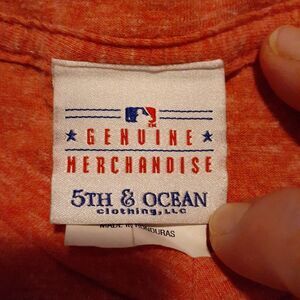 GENUINE
MERCHANDISE
5TH & OCEAN
clothing, LLC
MADE IN HONDURAS